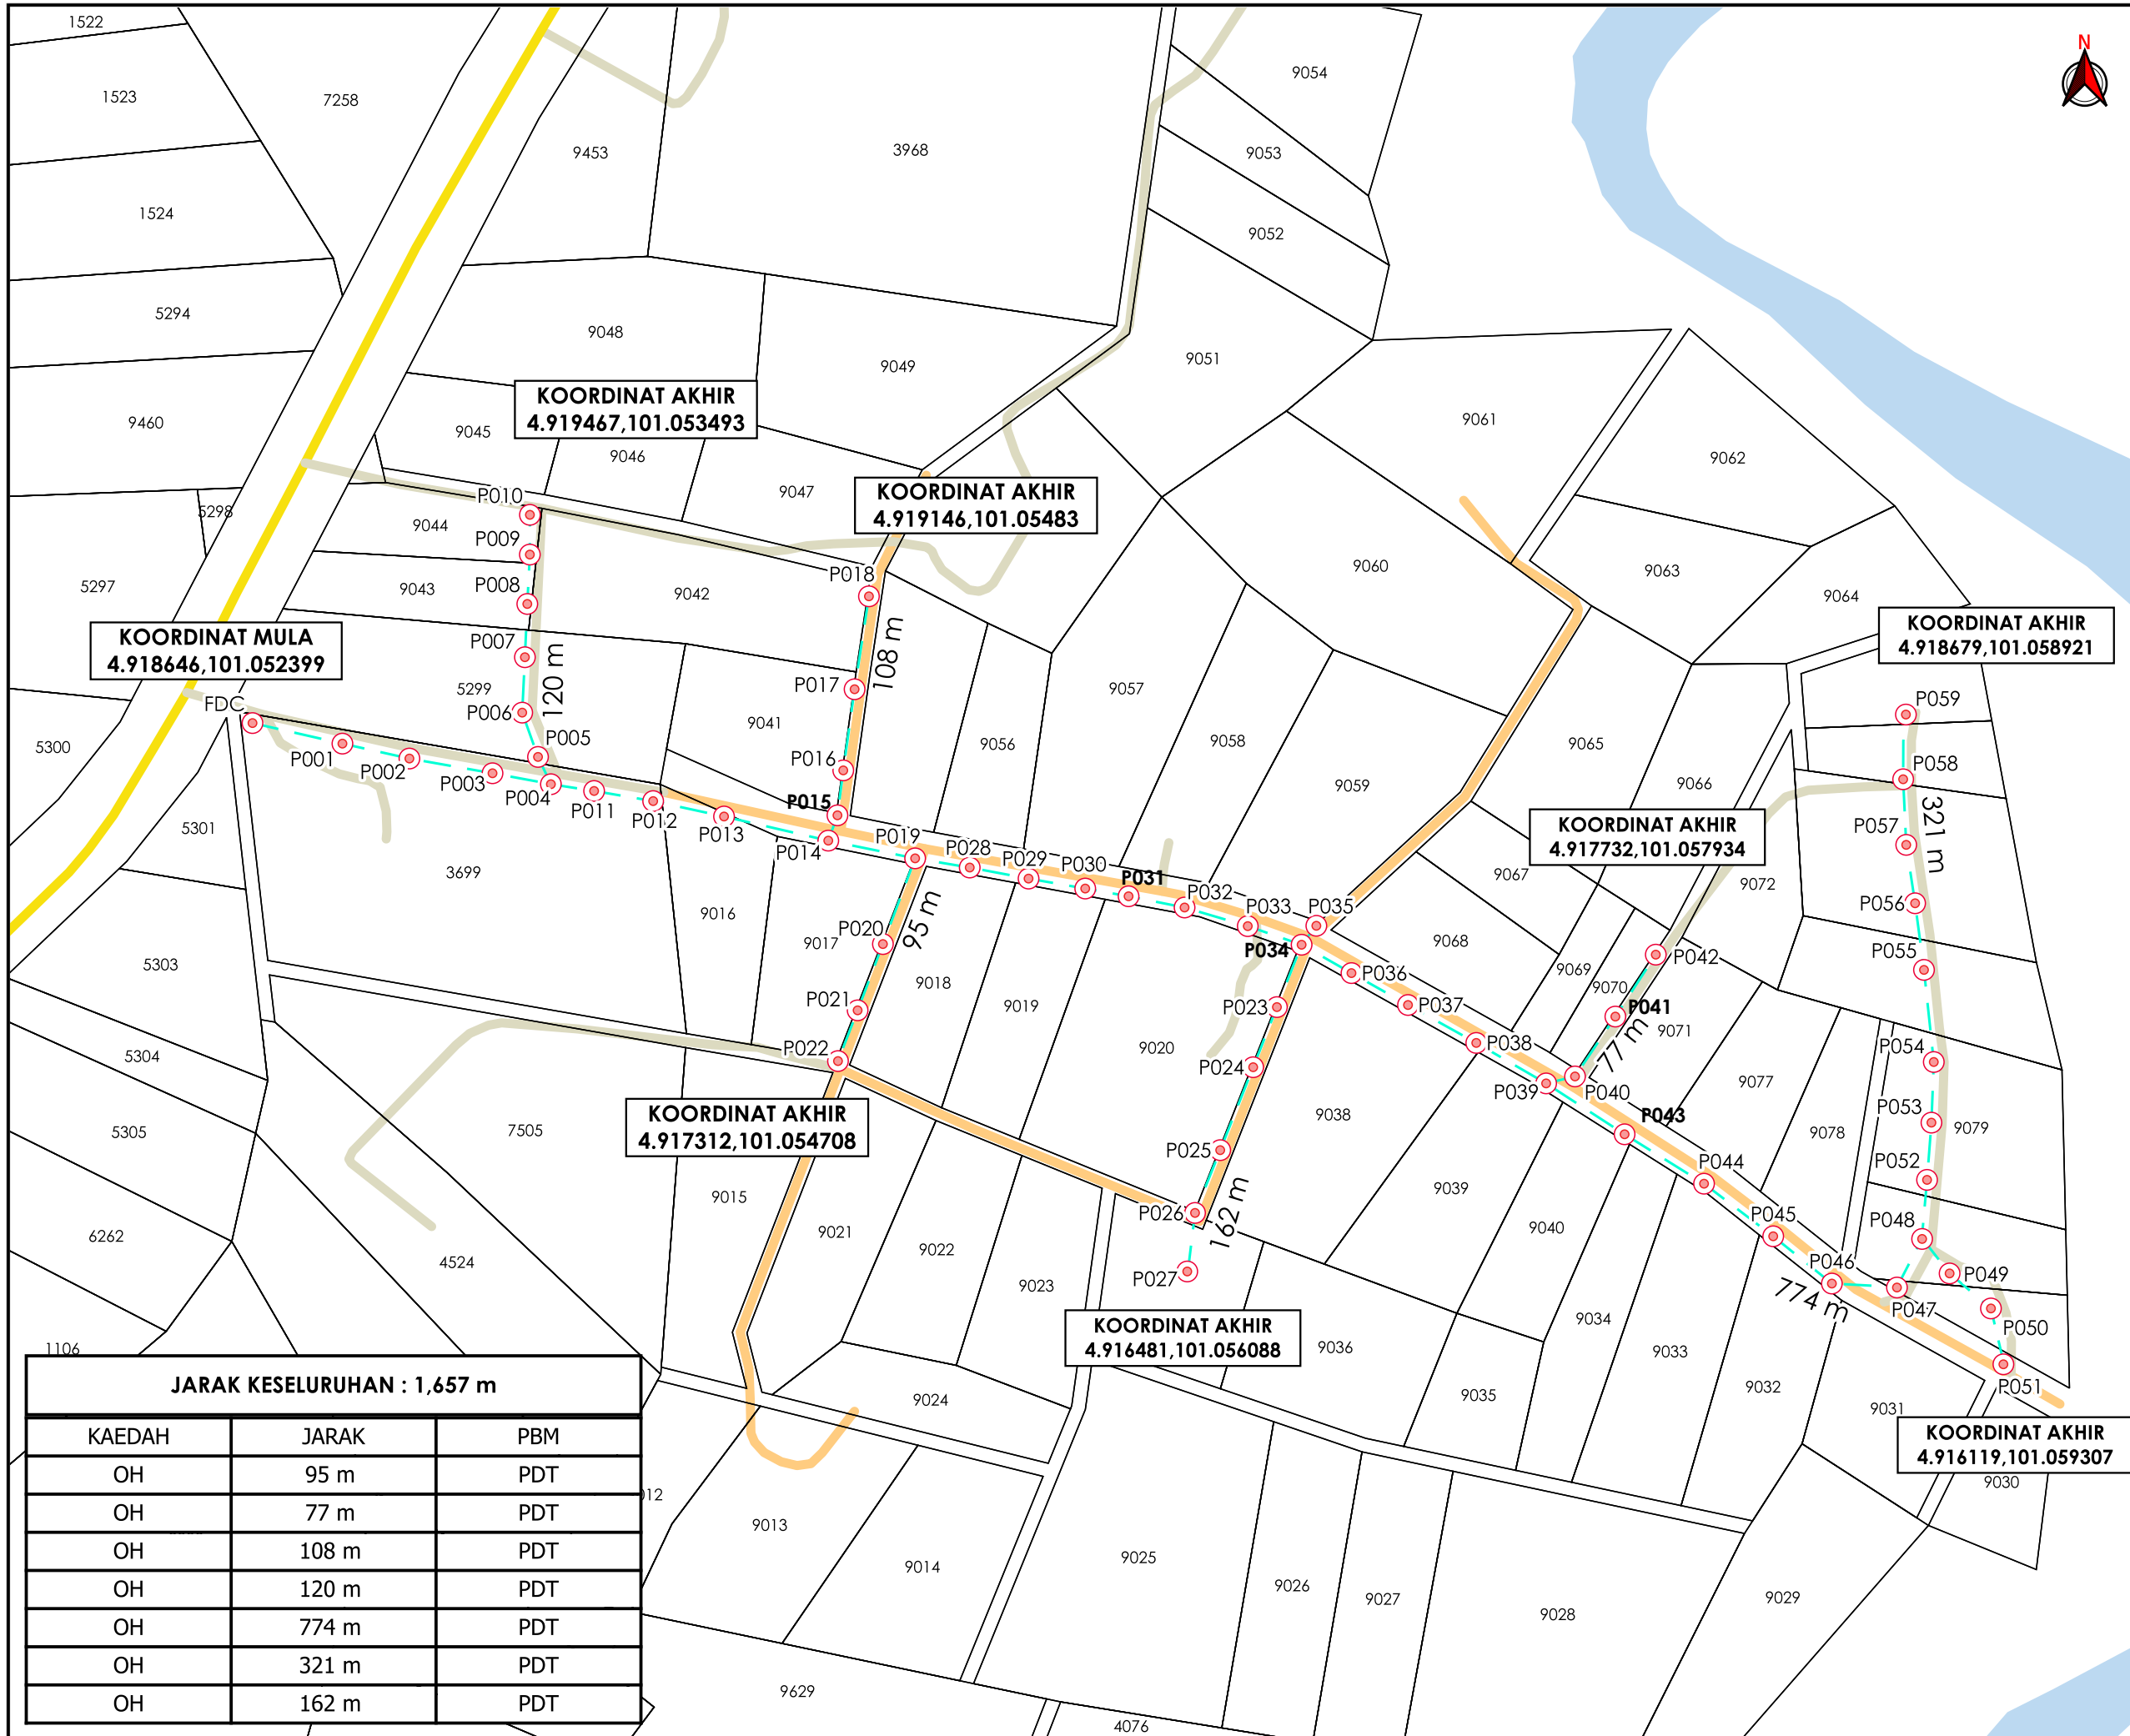 1522
N
9054
1523
7258
9453
3968
9053
1524
9052
5294
9048
9049
9051
KOORDINAT AKHIR
4.919467,101.053493
9460
9045
9046
9061
9062
9047
KOORDINAT AKHIR
4.919146,101.05483
P010
5298
9044
P009
5297
P008
9043
9042
P018
9060
9063
9064
KOORDINAT MULA
4.918646,101.052399
KOORDINAT AKHIR
4.918679,101.058921
P007
120 m
108 m
5299
P017
9057
FDC
P006
9041
9056
9058
P059
5300
P001
P005
9065
P002
P003
P004
P016
P058
9059
9066
P011
P012
P013
P015
P014
P019
P028
P029
P030
P031
P032
P033
P035
P034
KOORDINAT AKHIR
4.917732,101.057934
P057
321 m
5301
3699
9067
9072
P056
9016
9017
P020
95 m
9068
P042
5303
P055
9018
9069
P036
9070
P021
9019
P023
P037
P041
9071
77 m
9020
P038
P054
5304
P022
P024
P039
P040
9077
KOORDINAT AKHIR
4.917312,101.054708
5305
7505
9038
P043
P053
9078
9079
P025
P044
P052
9015
9039
9021
P026
162 m
9040
P045
P048
6262
9022
4524
9023
P027
P046
P049
774 m
P047
P050
KOORDINAT AKHIR
4.916481,101.056088
9036
9034
9033
1106
9035
9032
P051
9024
9031
JARAK KESELURUHAN : 1,657 m
KAEDAH JARAK PBM
OH 95 m PDT
OH 77 m PDT
OH 108 m PDT
OH 120 m PDT
OH 774 m PDT
OH 321 m PDT
OH 162 m PDT
KOORDINAT AKHIR
4.916119,101.059307
9030
012
9013
9014
9025
9026
9027
9028
9029
9629
4076